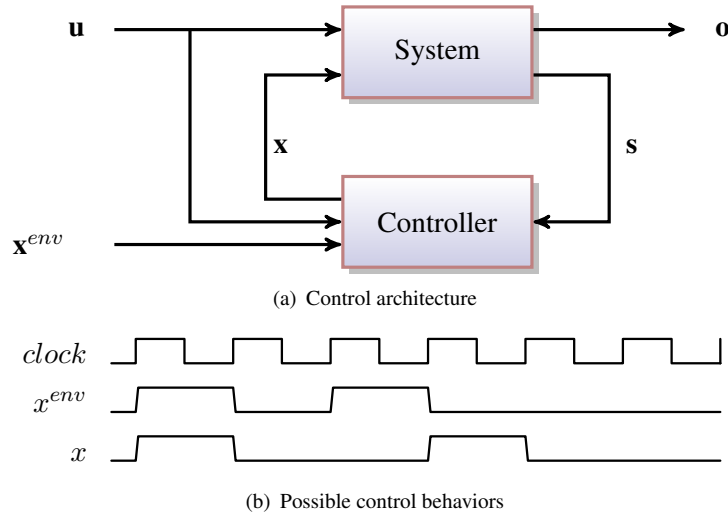 u
System
o
x
s
Controller
x^env
(a) Control architecture
clock
x^env
x
(b) Possible control behaviors